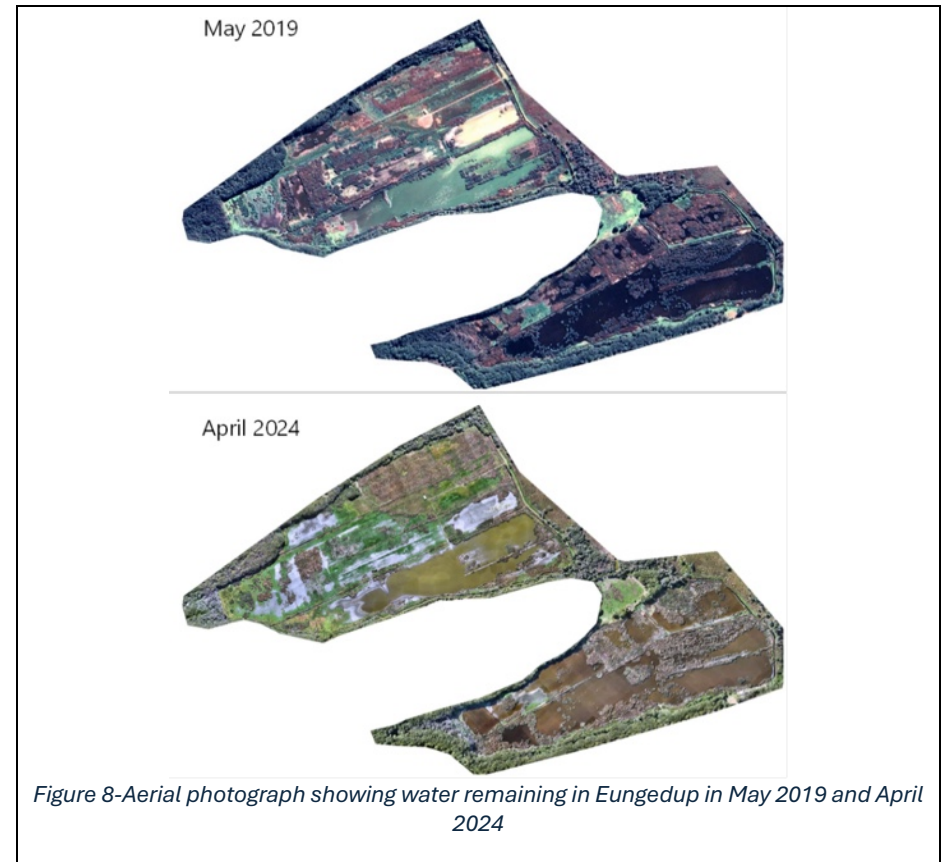 May 2019
April 2024
Figure 8-Aerial photograph showing water remaining in Eungedup in May 2019 and April
2024